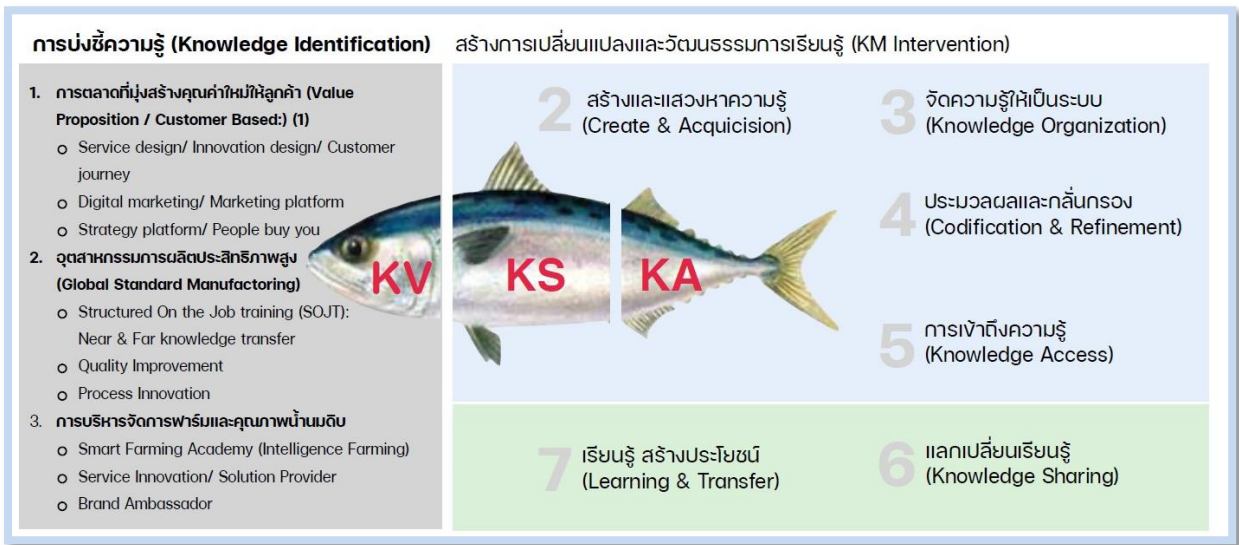 การบ่งชี้ความรู้ (Knowledge Identification)
1. การตลาดที่มุ่งสร้างคุณค่าใหม่ให้ลูกค้า (Value
Proposition / Customer Based:) (1)
o Service design/ Innovation design/ Customer
journey
o Digital marketing/ Marketing platform
o Strategy platform/ People buy you
2. อุตสาหกรรมการผลิตประสิทธิภาพสูง
(Global Standard Manufactoring)
o Structured On the Job training (SOJT):
Near & Far knowledge transfer
o Quality Improvement
o Process Innovation
3. การบริหารจัดการฟาร์มและคุณภาพน้ำนมดิบ
o Smart Farming Academy (Intelligence Farming)
o Service Innovation/ Solution Provider
o Brand Ambassador
สร้างการเปลี่ยนแปลงและวัฒนธรรมการเรียนรู้ (KM Intervention)
2 สร้างและแสวงหาความรู้
(Create & Acquicision)
3 จัดความรู้ให้เป็นระบบ
(Knowledge Organization)
4 ประมวลผลและกลั่นกรอง
(Codification & Refinement)
KV KS KA
5 การเข้าถึงความรู้
(Knowledge Access)
7 เรียนรู้ สร้างประโยชน์
(Learning & Transfer)
6 แลกเปลี่ยนเรียนรู้
(Knowledge Sharing)